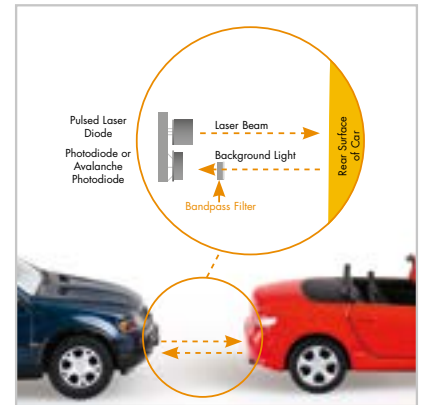 Pulsed Laser
Diode
Laser Beam
Photodiode or
Avalanche
Photodiode
Background Light
Bandpass Filter
Rear Surface
of Car